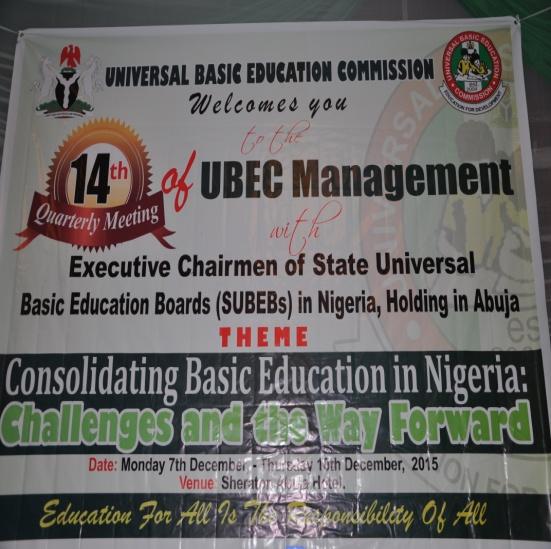 UNIVERSAL BASIC EDUCATION COMMISSION
UNIVERSAL BASIC EDUCATION
COMMISSION
EDUCATION FOR DEVELOPMENT
Welcomes you
to the
14th
Quarterly Meeting
of UBEC Management
with
Executive Chairmen of State Universal
Basic Education Boards (SUBEBs) in Nigeria, Holding in Abuja
THEME
Consolidating Basic Education in Nigeria:
Challenges and the Way Forward
Date: Monday 7th December, - Thursday 10th December, 2015
Venue: Sheraton Abuja Hotel.
Education For All Is The Responsibility Of All